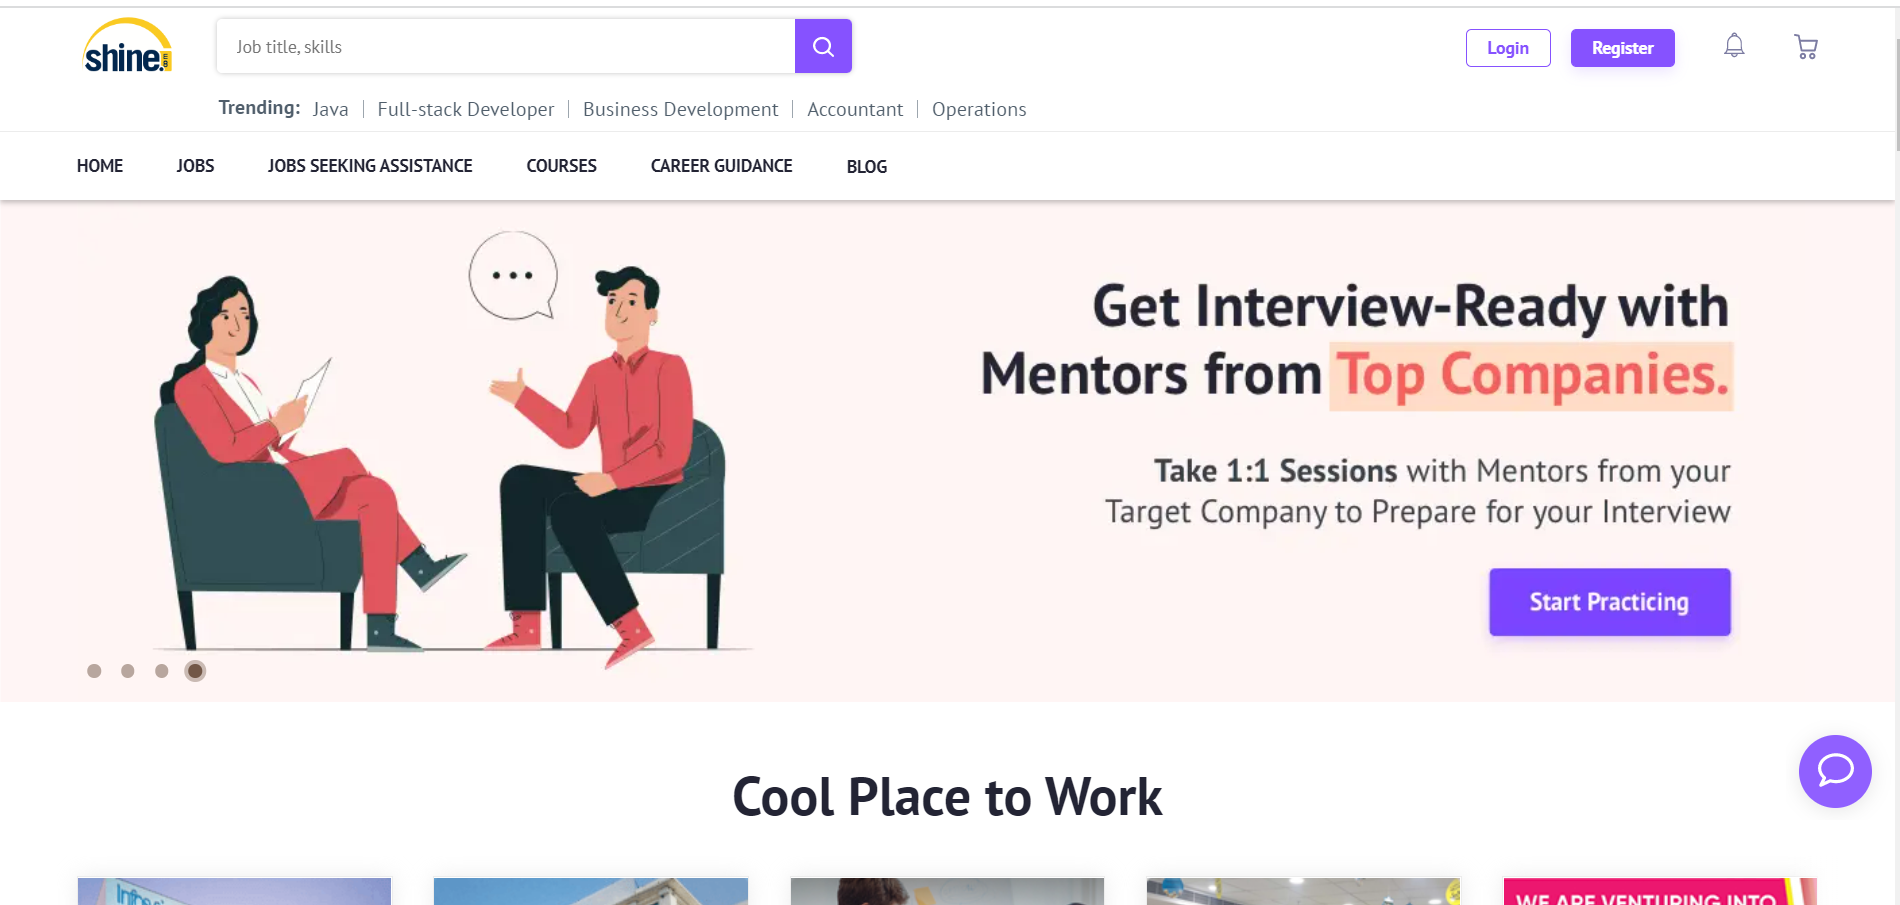 shine.
Job title, skills
Login
Register
Trending: Java | Full-stack Developer | Business Development | Accountant | Operations
HOME
JOBS
JOBS SEEKING ASSISTANCE
COURSES
CAREER GUIDANCE
BLOG
Get Interview-Ready with
Mentors from Top Companies.
Take 1:1 Sessions with Mentors from your
Target Company to Prepare for your Interview
Start Practicing
Cool Place to Work
WE ARE VENTURING INTO